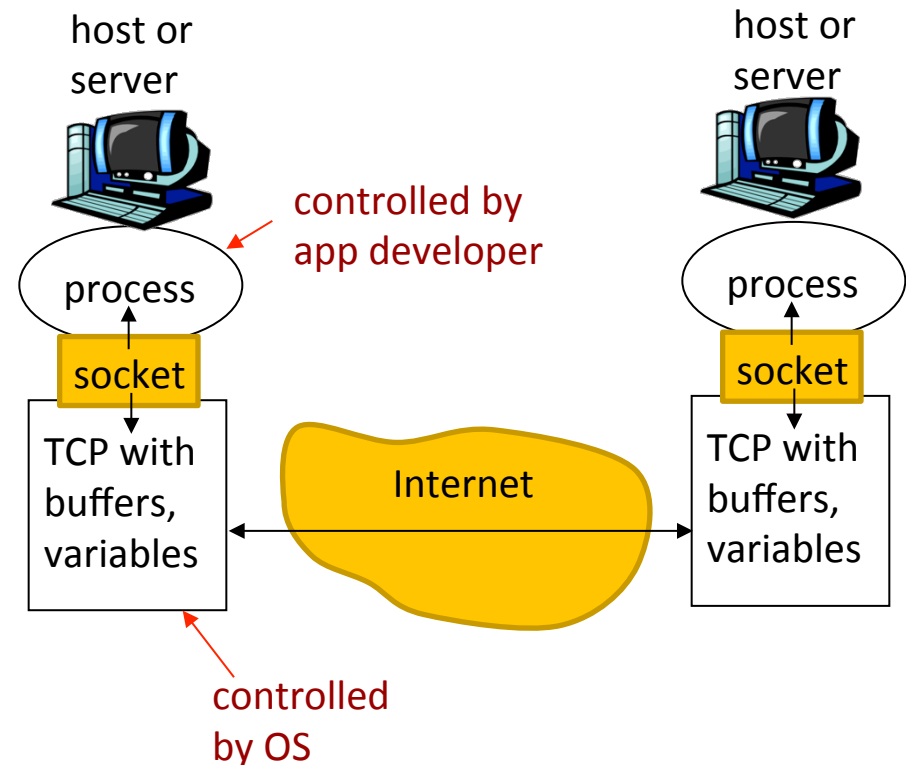 host or
server
host or
server
controlled by
app developer
process
process
socket
socket
TCP with
buffers,
variables
Internet
TCP with
buffers,
variables
controlled
by OS